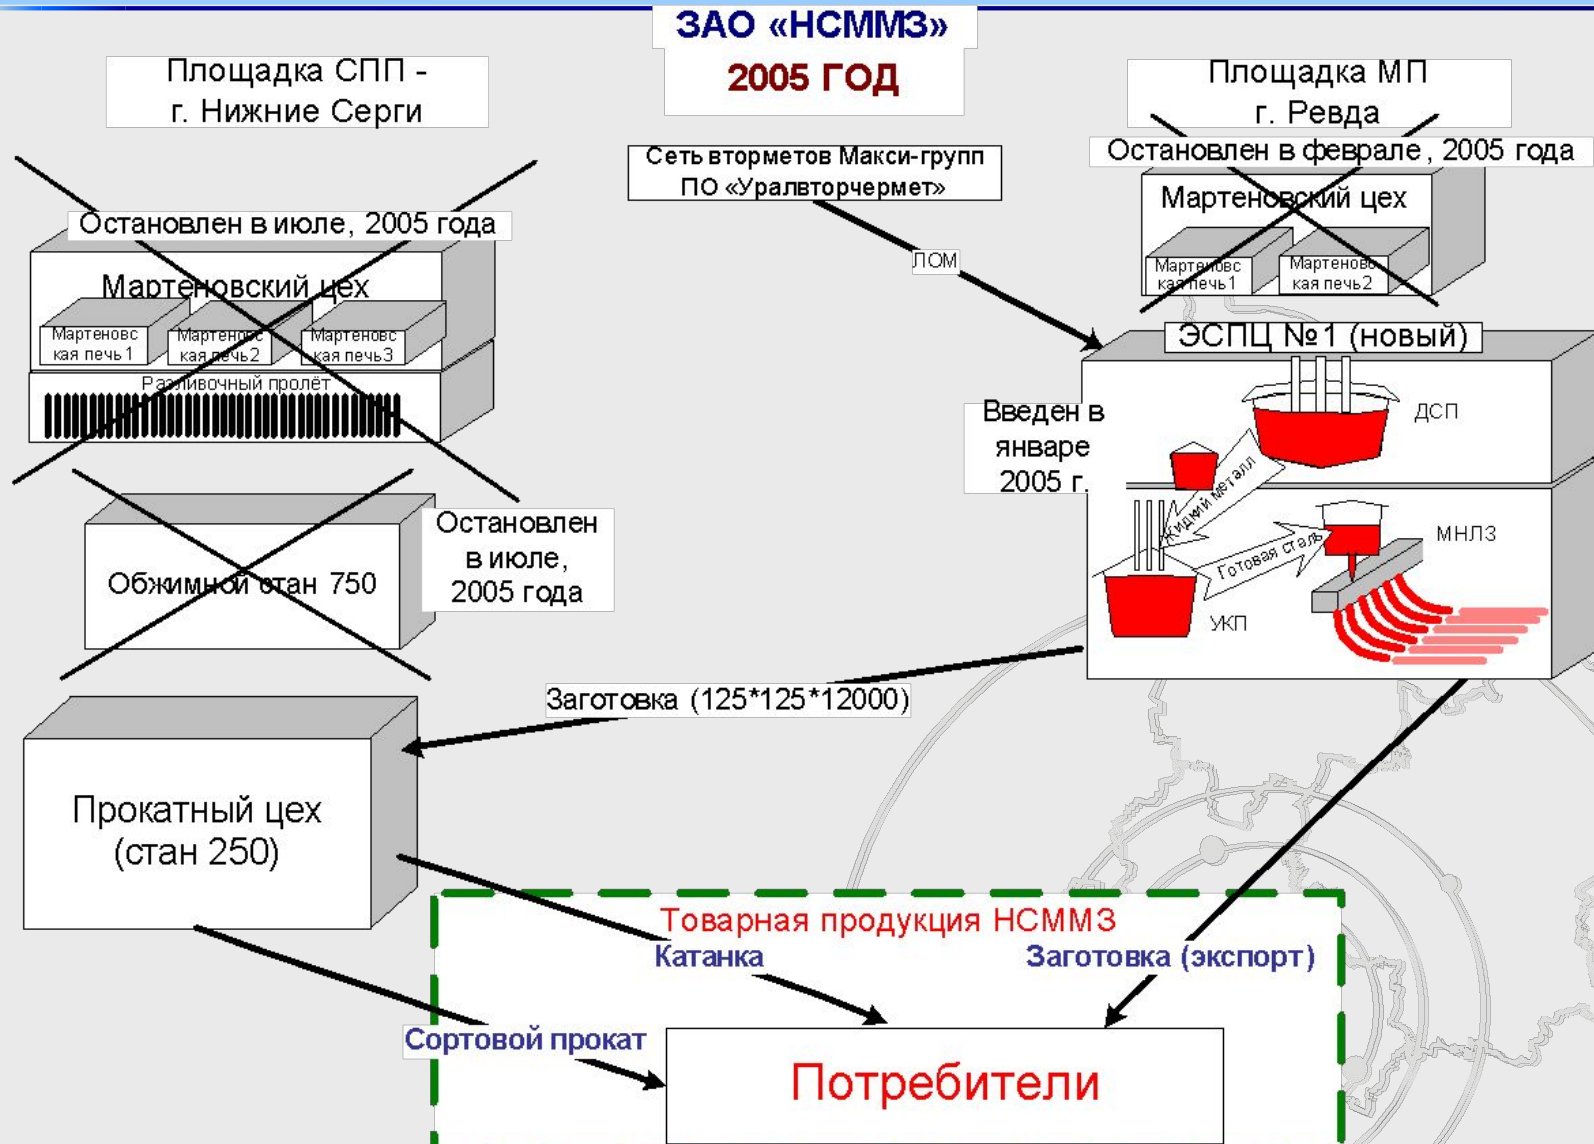 ЗАО «НСММЗ»
2005 ГОД
Площадка СПП -
г. Нижние Серги
Площадка МП
г. Ревда
Остановлен в феврале, 2005 года
Мартеновский цех
Мартеновс
кая печь1
Мартеновс
кая печь2
Сеть вторметов Макси-групп
ПО «Уралвторчермет»
ЛОМ
Остановлен в июле, 2005 года
Мартеновский цех
Мартеновс
кая печь1
Мартеновс
кая печь2
Мартеновс
кая печь3
Разливочный пролёт
ЭСПЦ №1 (новый)
Введен в
январе
2005 г.
ДСП
Жидкий металл
Готовая сталь
МНЛЗ
УКП
Остановлен
в июле,
2005 года
Обжимной стан 750
Заготовка (125*125*12000)
Прокатный цех
(стан 250)
Товарная продукция НСММЗ
Катанка
Заготовка (экспорт)
Сортовой прокат
Потребители